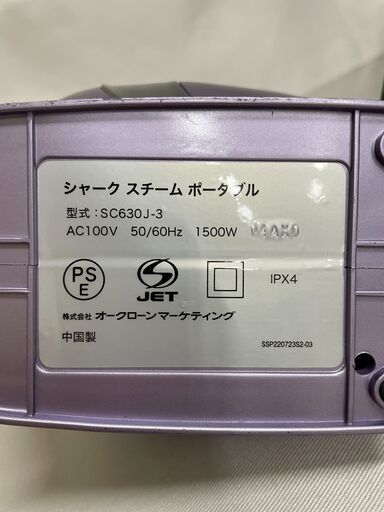 シャーク スチーム ポータブル
型式：SC630J-3
AC100V 50/60Hz 1500W
PS
E
JET
IPX4
株式会社 オークローンマーケティング
中国製
SSP220723S2-03